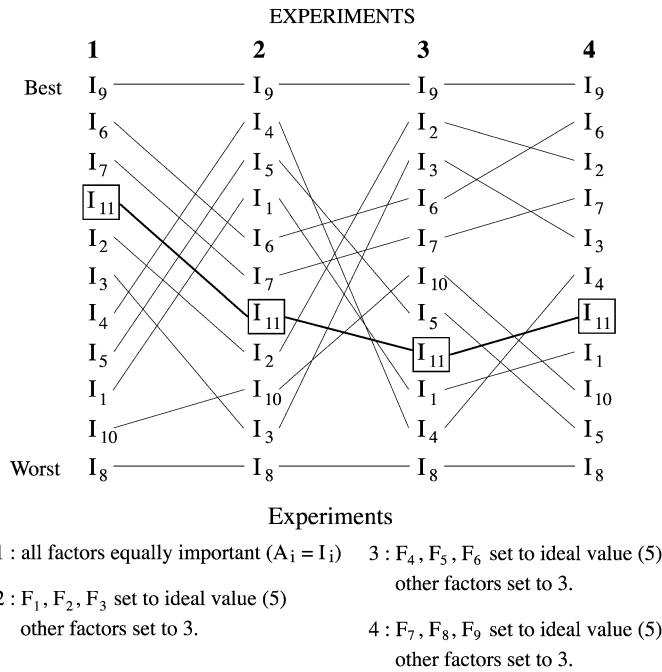 EXPERIMENTS
1 2 3 4
Best I₉ I₉ I₉ I₉
I₆ I₄ I₂ I₆
I₇ I₅ I₃ I₂
I₁₁ I₁ I₆ I₇
I₂ I₆ I₇ I₃
I₃ I₇ I₁₀ I₄
I₄ I₁₁ I₅ I₁₁
I₅ I₂ I₁₁ I₁
I₁ I₁₀ I₁ I₁₀
I₁₀ I₃ I₄ I₅
Worst I₈ I₈ I₈ I₈
Experiments
1 : all factors equally important (Aᵢ = Iᵢ)
2 : F₁, F₂, F₃ set to ideal value (5)
other factors set to 3.
3 : F₄, F₅, F₆ set to ideal value (5)
other factors set to 3.
4 : F₇, F₈, F₉ set to ideal value (5)
other factors set to 3.